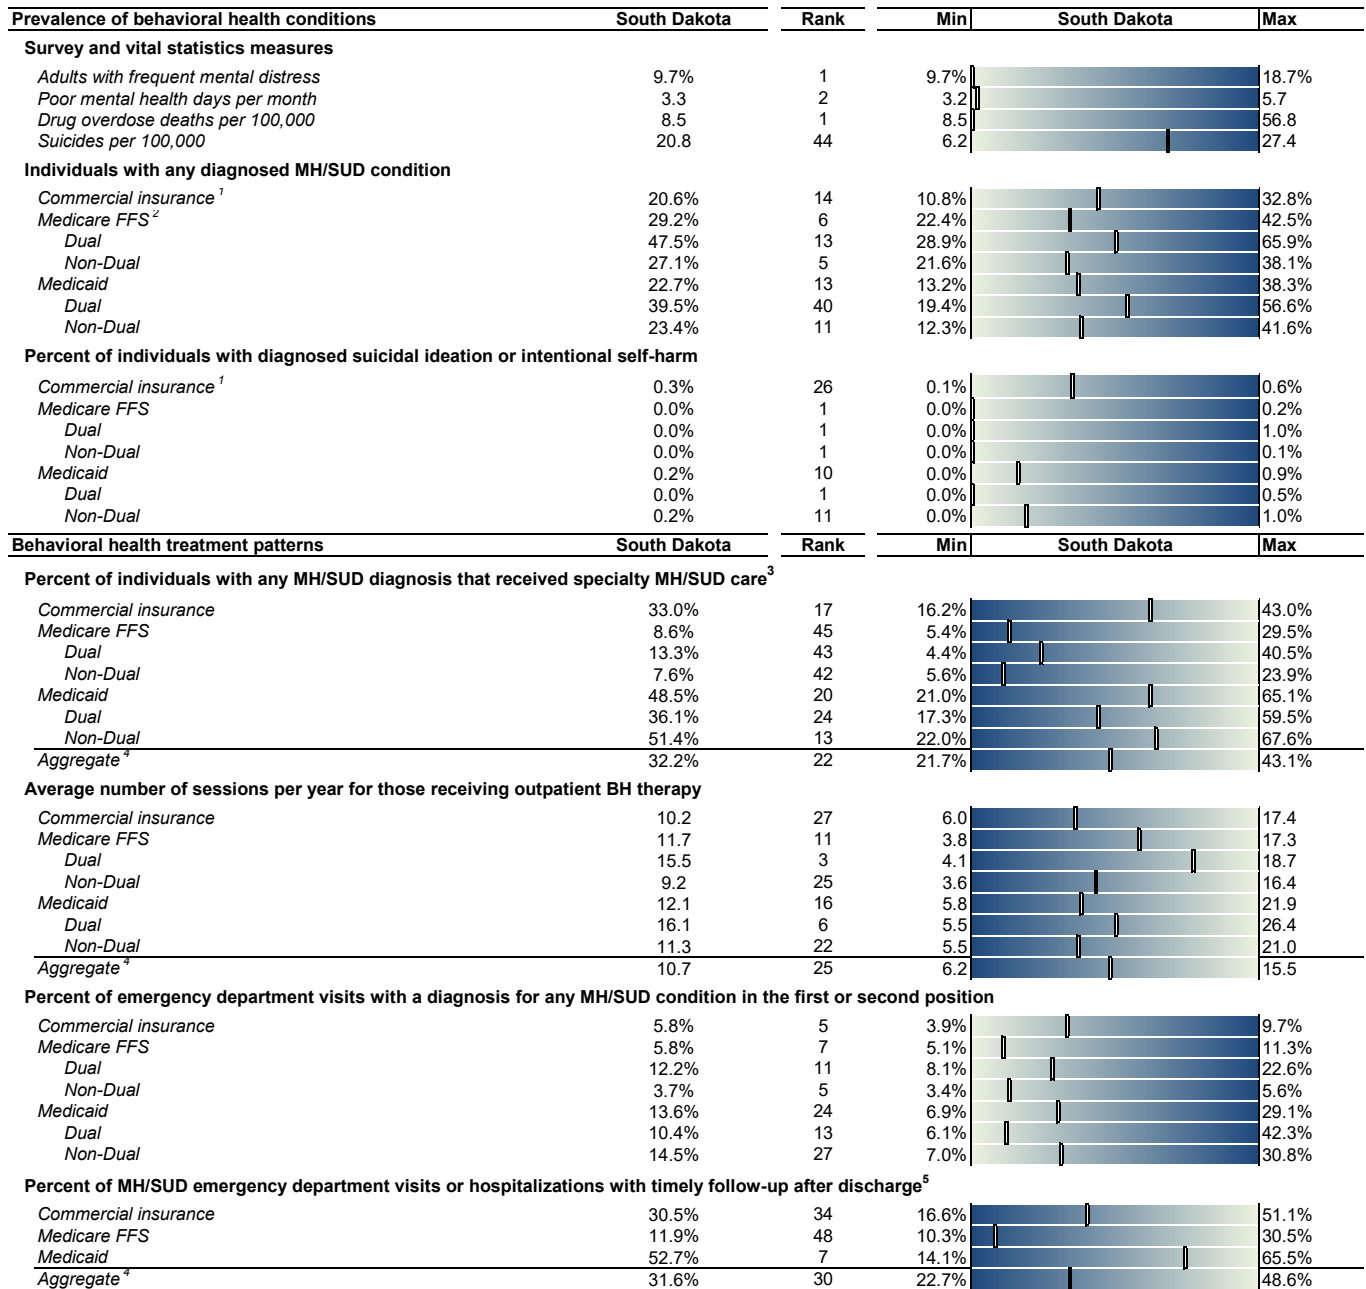 Prevalence of behavioral health conditions South Dakota Rank Min South Dakota Max
Survey and vital statistics measures
Adults with frequent mental distress 9.7% 1 9.7% 18.7%
Poor mental health days per month 3.3 2 3.2 5.7
Drug overdose deaths per 100,000 8.5 1 8.5 56.8
Suicides per 100,000 20.8 44 6.2 27.4
Individuals with any diagnosed MH/SUD condition
Commercial insurance 1 20.6% 14 10.8% 32.8%
Medicare FFS 2 29.2% 6 22.4% 42.5%
Dual 47.5% 13 28.9% 65.9%
Non-Dual 27.1% 5 21.6% 38.1%
Medicaid 22.7% 13 13.2% 38.3%
Dual 39.5% 40 19.4% 56.6%
Non-Dual 23.4% 11 12.3% 41.6%
Percent of individuals with diagnosed suicidal ideation or intentional self-harm
Commercial insurance 1 0.3% 26 0.1% 0.6%
Medicare FFS 0.0% 1 0.0% 0.2%
Dual 0.0% 1 0.0% 1.0%
Non-Dual 0.0% 1 0.0% 0.1%
Medicaid 0.2% 10 0.0% 0.9%
Dual 0.0% 1 0.0% 0.5%
Non-Dual 0.2% 11 0.0% 1.0%
Behavioral health treatment patterns South Dakota Rank Min South Dakota Max
Percent of individuals with any MH/SUD diagnosis that received specialty MH/SUD care3
Commercial insurance 33.0% 17 16.2% 43.0%
Medicare FFS 8.6% 45 5.4% 29.5%
Dual 13.3% 43 4.4% 40.5%
Non-Dual 7.6% 42 5.6% 23.9%
Medicaid 48.5% 20 21.0% 65.1%
Dual 36.1% 24 17.3% 59.5%
Non-Dual 51.4% 13 22.0% 67.6%
Aggregate 4 32.2% 22 21.7% 43.1%
Average number of sessions per year for those receiving outpatient BH therapy
Commercial insurance 10.2 27 6.0 17.4
Medicare FFS 11.7 11 3.8 17.3
Dual 15.5 3 4.1 18.7
Non-Dual 9.2 25 3.6 16.4
Medicaid 12.1 16 5.8 21.9
Dual 16.1 6 5.5 26.4
Non-Dual 11.3 22 5.5 21.0
Aggregate 4 10.7 25 6.2 15.5
Percent of emergency department visits with a diagnosis for any MH/SUD condition in the first or second position
Commercial insurance 5.8% 5 3.9% 9.7%
Medicare FFS 5.8% 7 5.1% 11.3%
Dual 12.2% 11 8.1% 22.6%
Non-Dual 3.7% 5 3.4% 5.6%
Medicaid 13.6% 24 6.9% 29.1%
Dual 10.4% 13 6.1% 42.3%
Non-Dual 14.5% 27 7.0% 30.8%
Percent of MH/SUD emergency department visits or hospitalizations with timely follow-up after discharge5
Commercial insurance 30.5% 34 16.6% 51.1%
Medicare FFS 11.9% 48 10.3% 30.5%
Medicaid 52.7% 7 14.1% 65.5%
Aggregate 4 31.6% 30 22.7% 48.6%